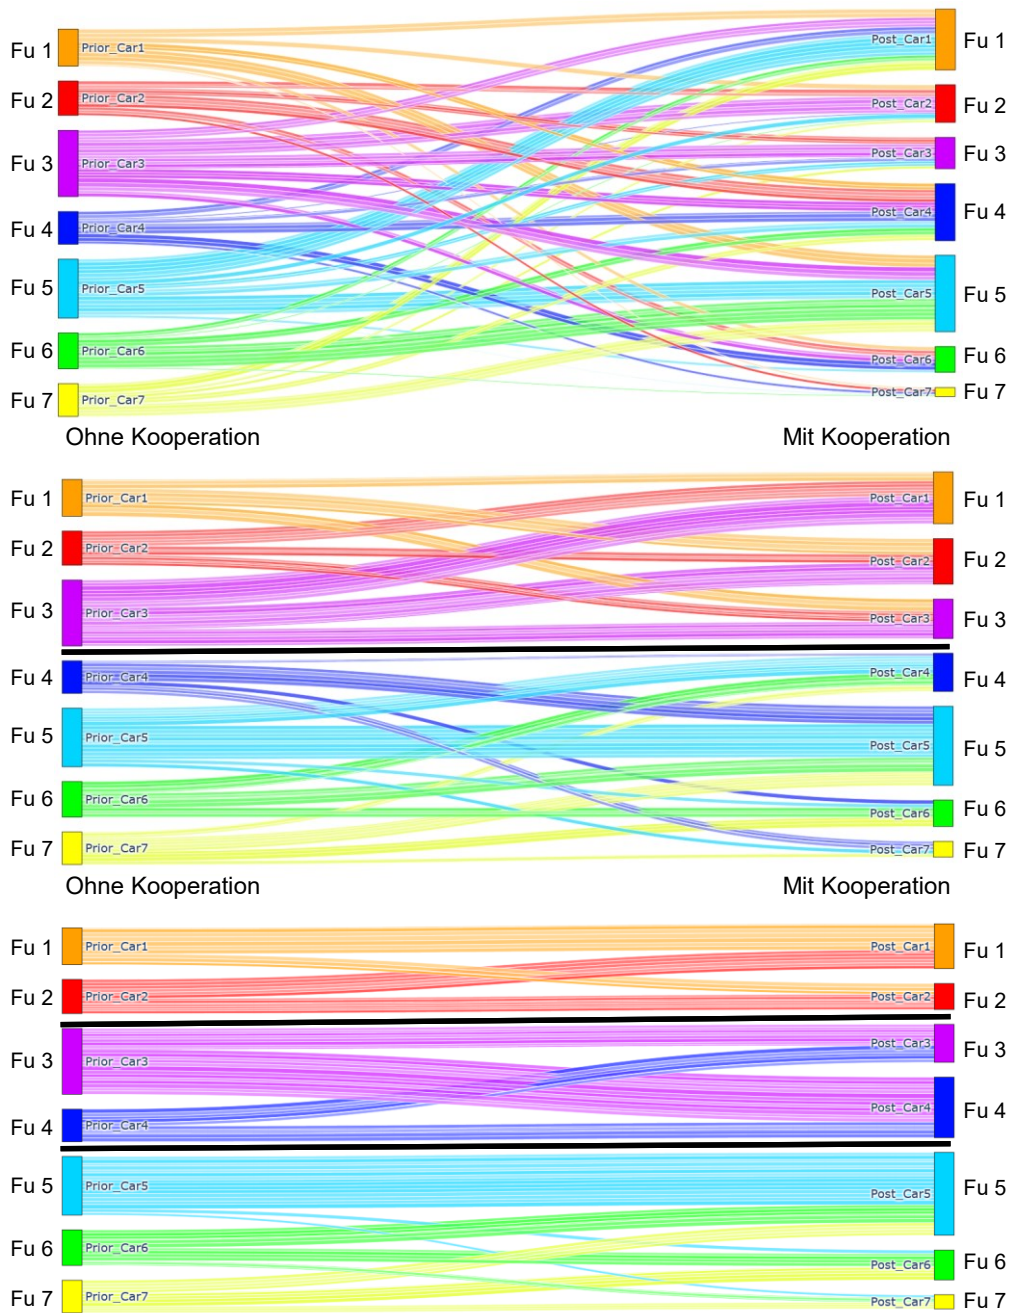 Fu 1 Prior_Car1 Post_Car1 Fu 1
Fu 2 Prior_Car2 Post_Car2 Fu 2
Fu 3 Prior_Car3 Post_Car3 Fu 3
Fu 4 Prior_Car4 Post_Car4 Fu 4
Fu 5 Prior_Car5 Post_Car5 Fu 5
Fu 6 Prior_Car6 Post_Car6 Fu 6
Fu 7 Prior_Car7 Post_Car7 Fu 7
Ohne Kooperation Mit Kooperation
Fu 1 Prior_Car1 Post_Car1 Fu 1
Fu 2 Prior_Car2 Post_Car2 Fu 2
Fu 3 Prior_Car3 Post_Car3 Fu 3
Fu 4 Prior_Car4 Post_Car4 Fu 4
Fu 5 Prior_Car5 Post_Car5 Fu 5
Fu 6 Prior_Car6 Post_Car6 Fu 6
Fu 7 Prior_Car7 Post_Car7 Fu 7
Ohne Kooperation Mit Kooperation
Fu 1 Prior_Car1 Post_Car1 Fu 1
Fu 2 Prior_Car2 Post_Car2 Fu 2
Fu 3 Prior_Car3 Post_Car3 Fu 3
Fu 4 Prior_Car4 Post_Car4 Fu 4
Fu 5 Prior_Car5 Post_Car5 Fu 5
Fu 6 Prior_Car6 Post_Car6 Fu 6
Fu 7 Prior_Car7 Post_Car7 Fu 7